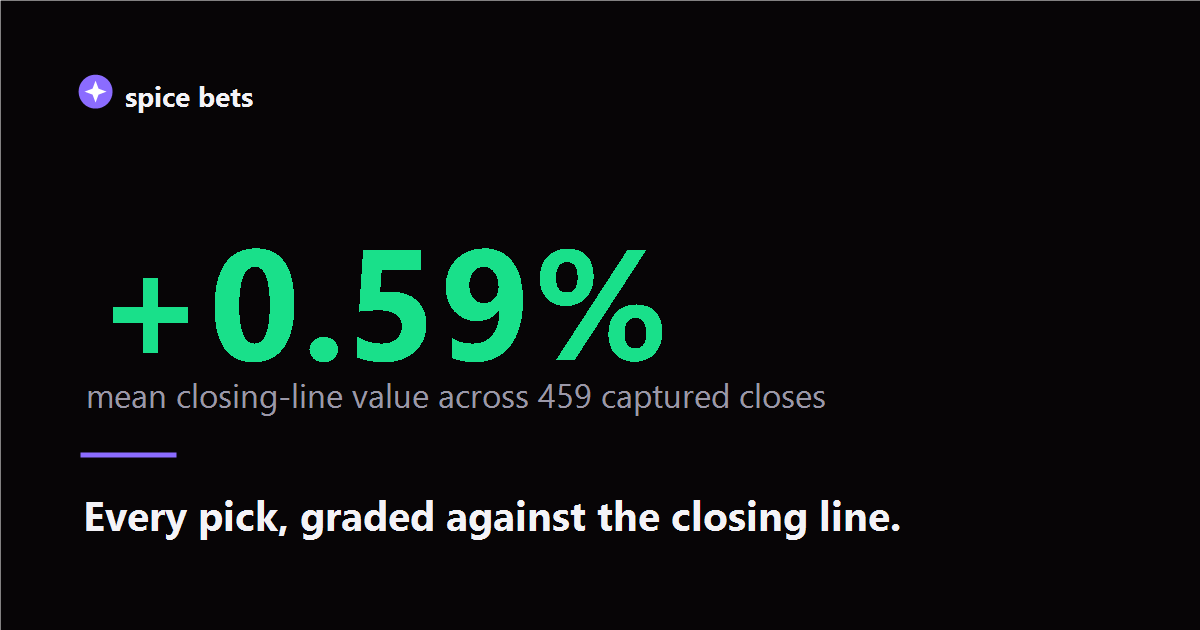 spice bets
+0.59%
mean closing-line value across 459 captured closes
Every pick, graded against the closing line.